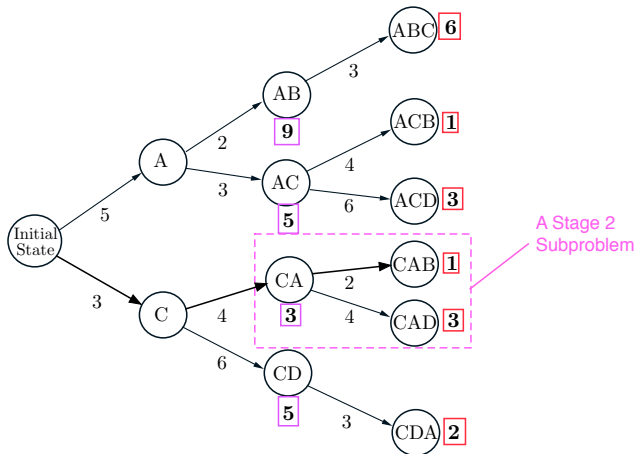 ABC 6
3
AB
9
2
ACB 1
4
A
3
AC
5
6
ACD 3
5
Initial
State
A Stage 2
Subproblem
3
CA
3
2
CAB 1
4
CAD 3
4
C
6
CD
5
3
CDA 2